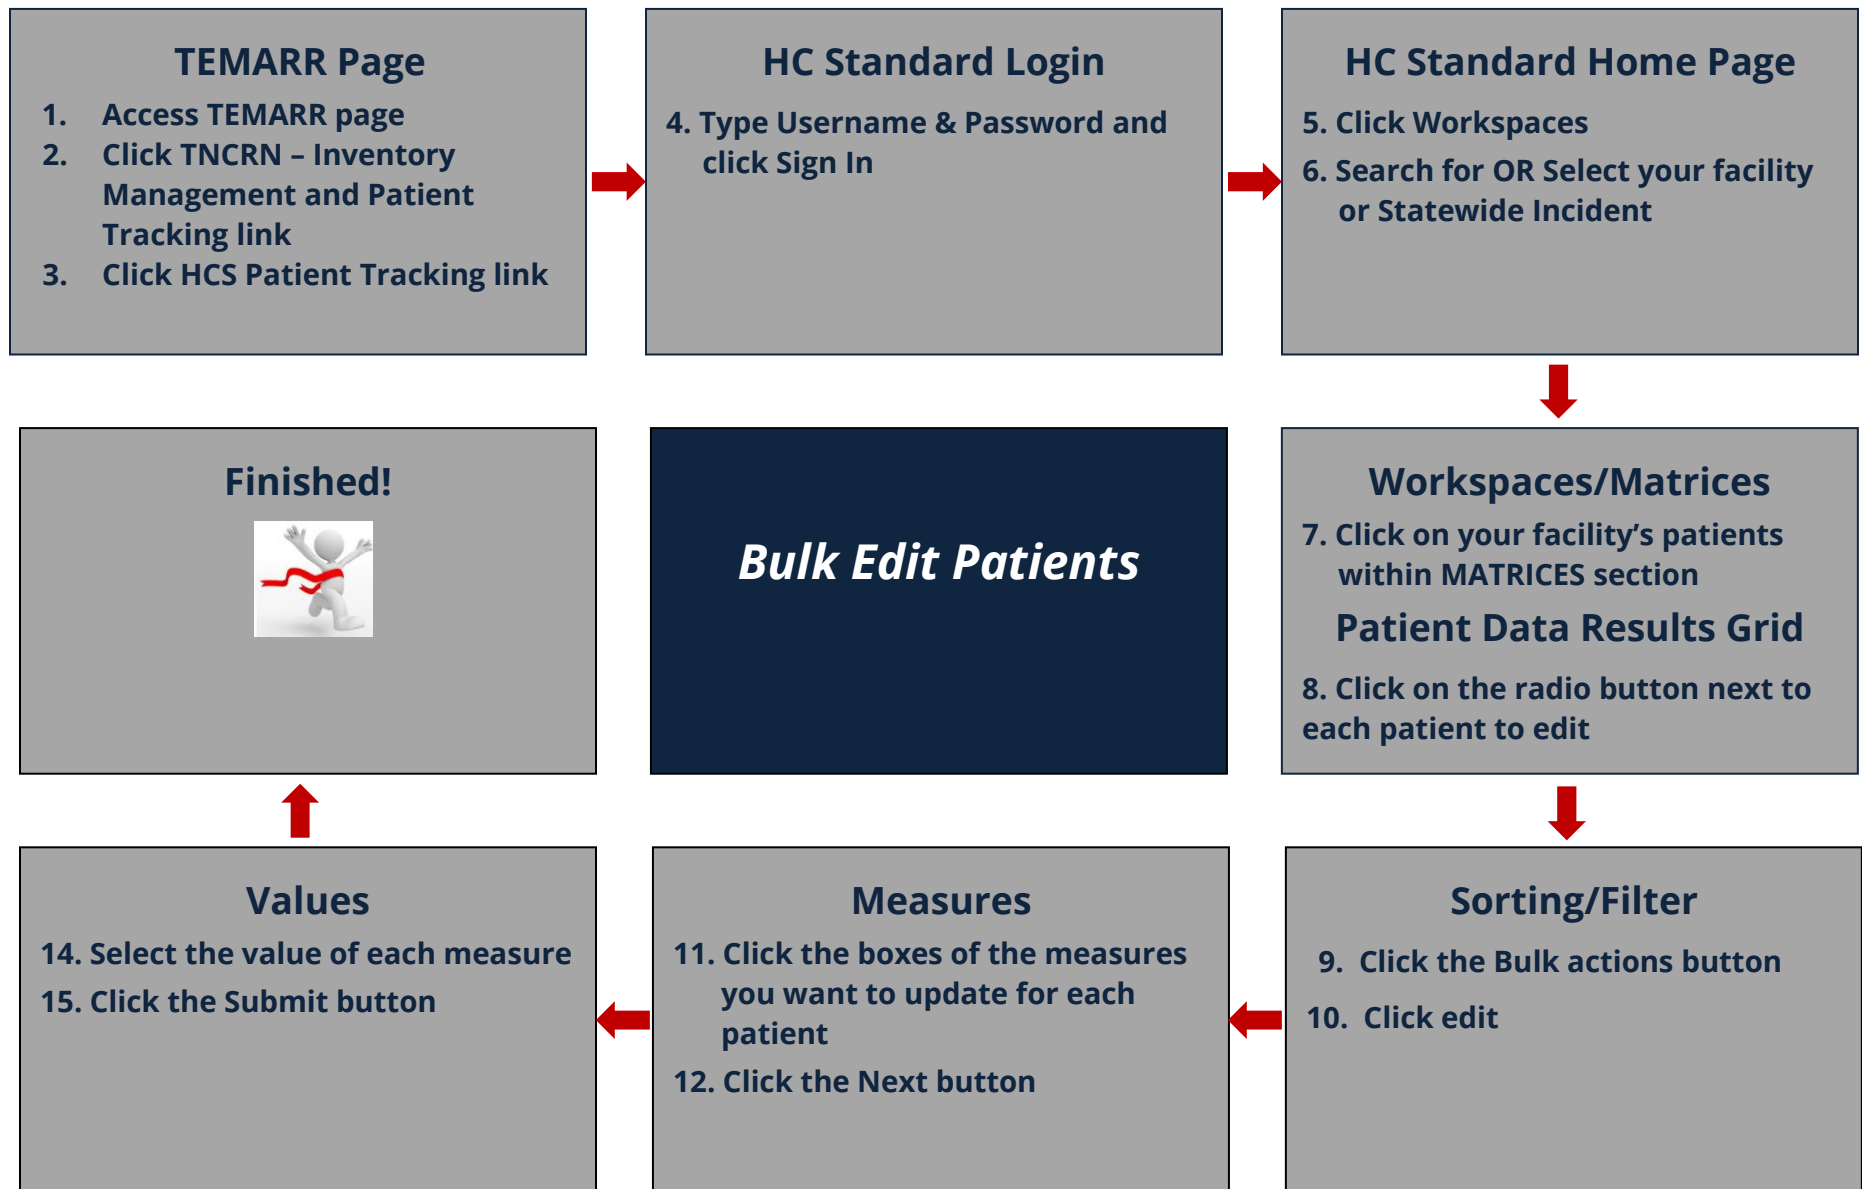 TEMARR Page
1. Access TEMARR page
2. Click TNCRN – Inventory
Management and Patient
Tracking link
3. Click HCS Patient Tracking link
HC Standard Login
4. Type Username & Password and
click Sign In
HC Standard Home Page
5. Click Workspaces
6. Search for OR Select your facility
or Statewide Incident
Workspaces/Matrices
7. Click on your facility’s patients
within MATRICES section
Patient Data Results Grid
8. Click on the radio button next to
each patient to edit
Sorting/Filter
9. Click the Bulk actions button
10. Click edit
Measures
11. Click the boxes of the measures
you want to update for each
patient
12. Click the Next button
Values
14. Select the value of each measure
15. Click the Submit button
Finished!
Bulk Edit Patients